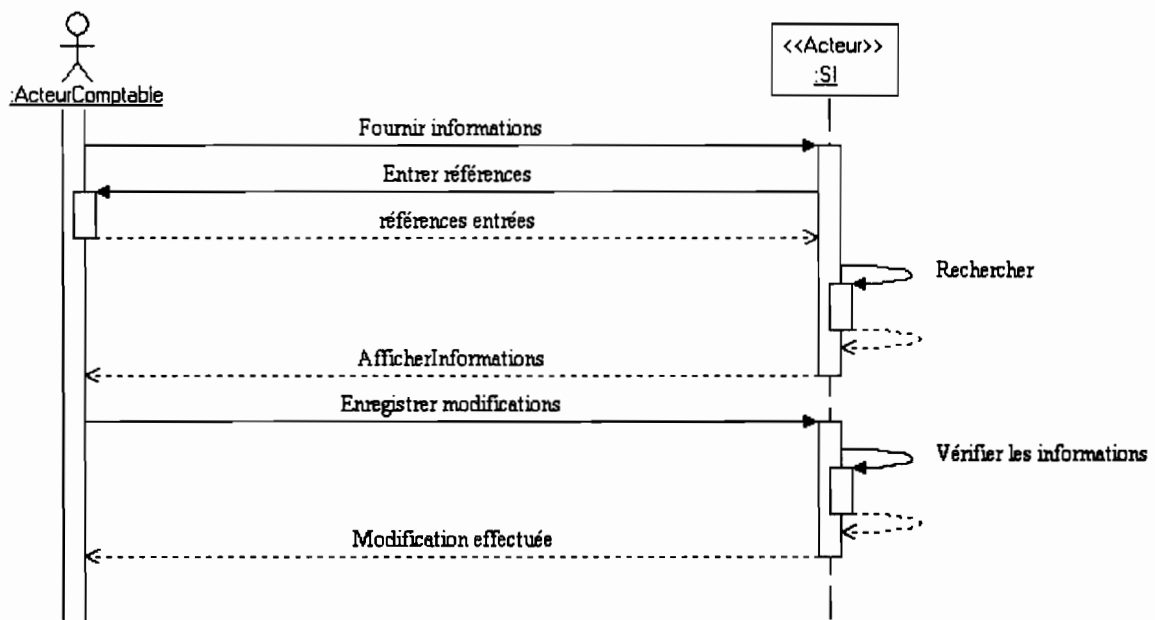 <<Acteur>>
:SI
:ActeurComptable
Fournir informations
Entrer références
références entrées
Rechercher
AfficherInformations
Enregistrer modifications
Vérifier les informations
Modification effectuée